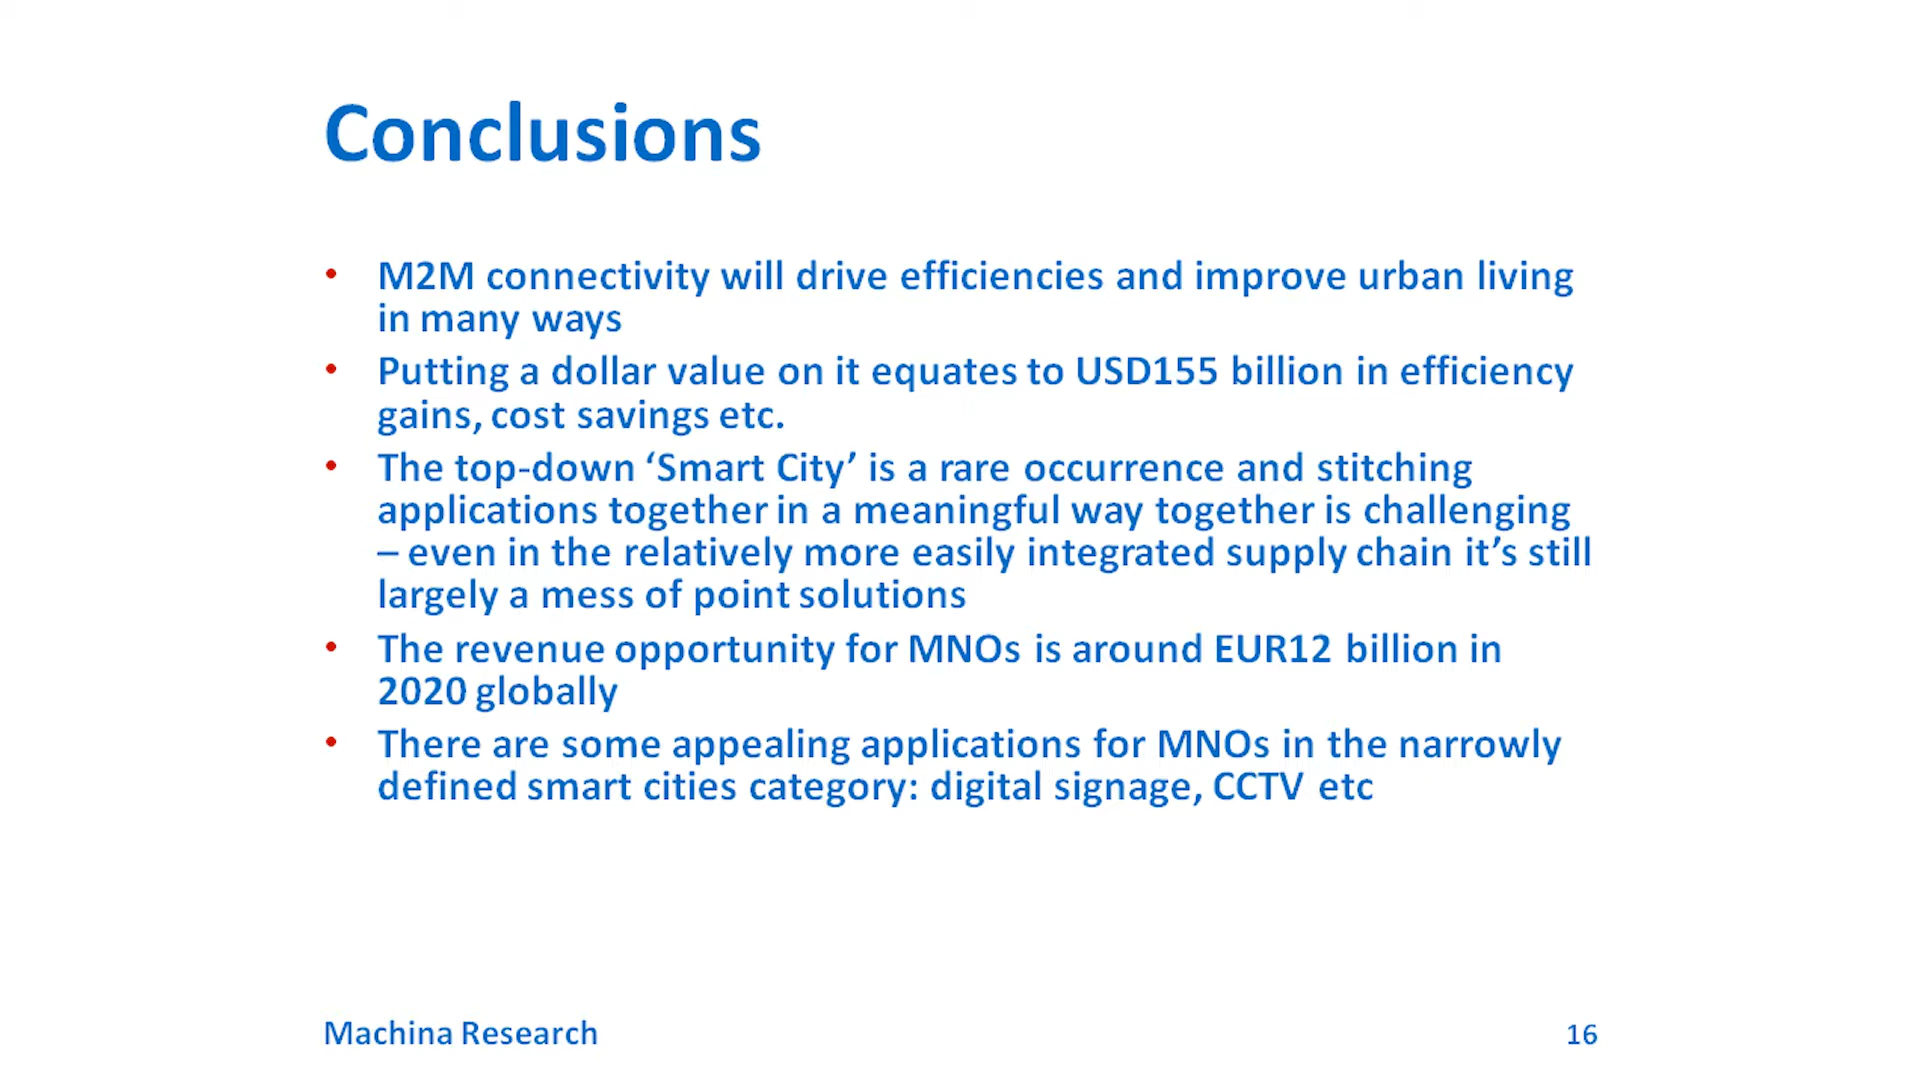 Conclusions
• M2M connectivity will drive efficiencies and improve urban living
in many ways
• Putting a dollar value on it equates to USD155 billion in efficiency
gains, cost savings etc.
• The top-down ‘Smart City’ is a rare occurrence and stitching
applications together in a meaningful way together is challenging
– even in the relatively more easily integrated supply chain it’s still
largely a mess of point solutions
• The revenue opportunity for MNOs is around EUR12 billion in
2020 globally
• There are some appealing applications for MNOs in the narrowly
defined smart cities category: digital signage, CCTV etc
Machina Research
16